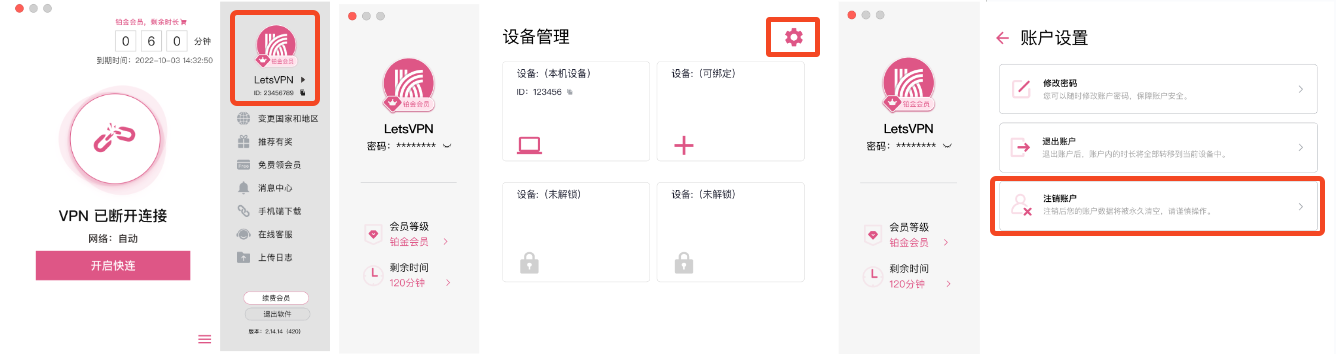 铂金会员，剩余时长
0 6 0 分钟
到期时间：2022-10-03 14:32:50
VPN 已断开连接
网络：自动
开启快连
铂金会员
LetsVPN
ID: 23456789
变更国家和地区
推荐有奖
免费领会员
消息中心
手机端下载
在线客服
上传日志
续费会员
退出软件
版本：2.14.14（420）
铂金会员
LetsVPN
密码：********
会员等级
铂金会员
剩余时间
120分钟
设备管理
设备:（本机设备）
ID：123456
设备:（可绑定）
设备:（未解锁）
设备:（未解锁）
铂金会员
LetsVPN
密码：********
会员等级
铂金会员
剩余时间
120分钟
账户设置
修改密码
您可以随时修改账户密码，保障账户安全。
退出账户
退出账户后，账户内的时长将全部转移到当前设备中。
注销账户
注销后您的账户数据将被永久清空，请谨慎操作。